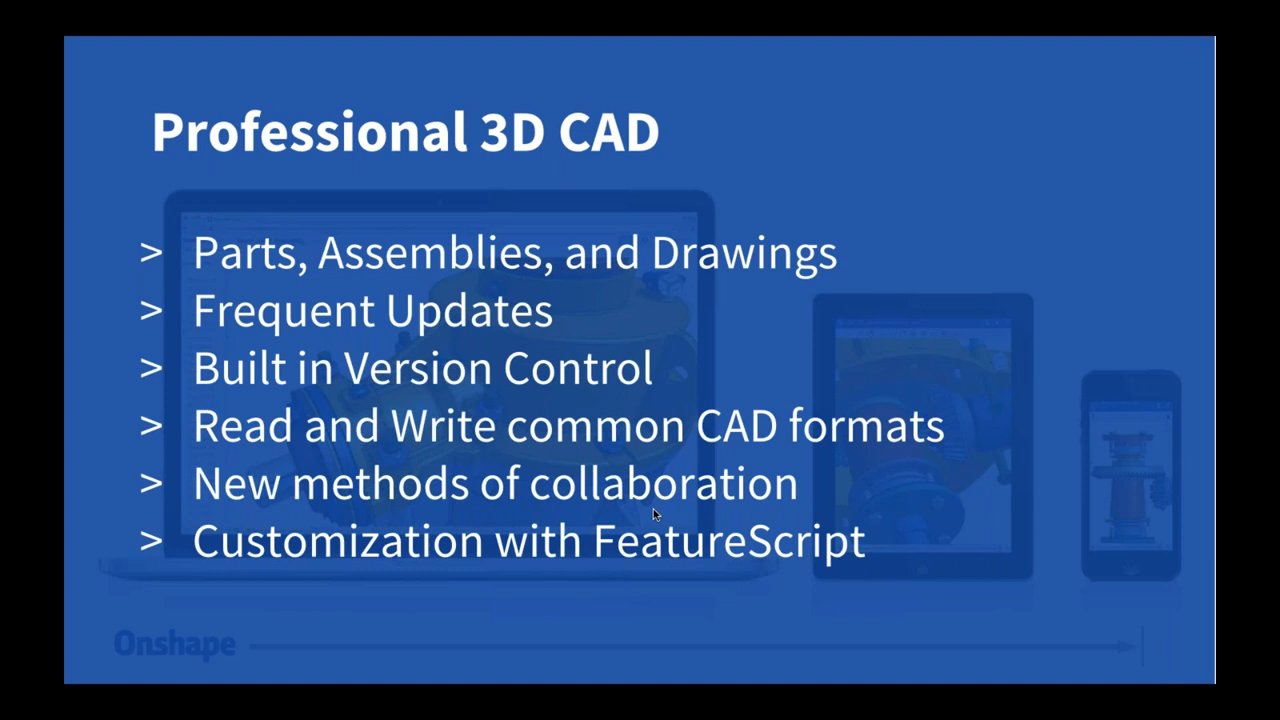 Professional 3D CAD
> Parts, Assemblies, and Drawings
> Frequent Updates
> Built in Version Control
> Read and Write common CAD formats
> New methods of collaboration
> Customization with FeatureScript
Onshape